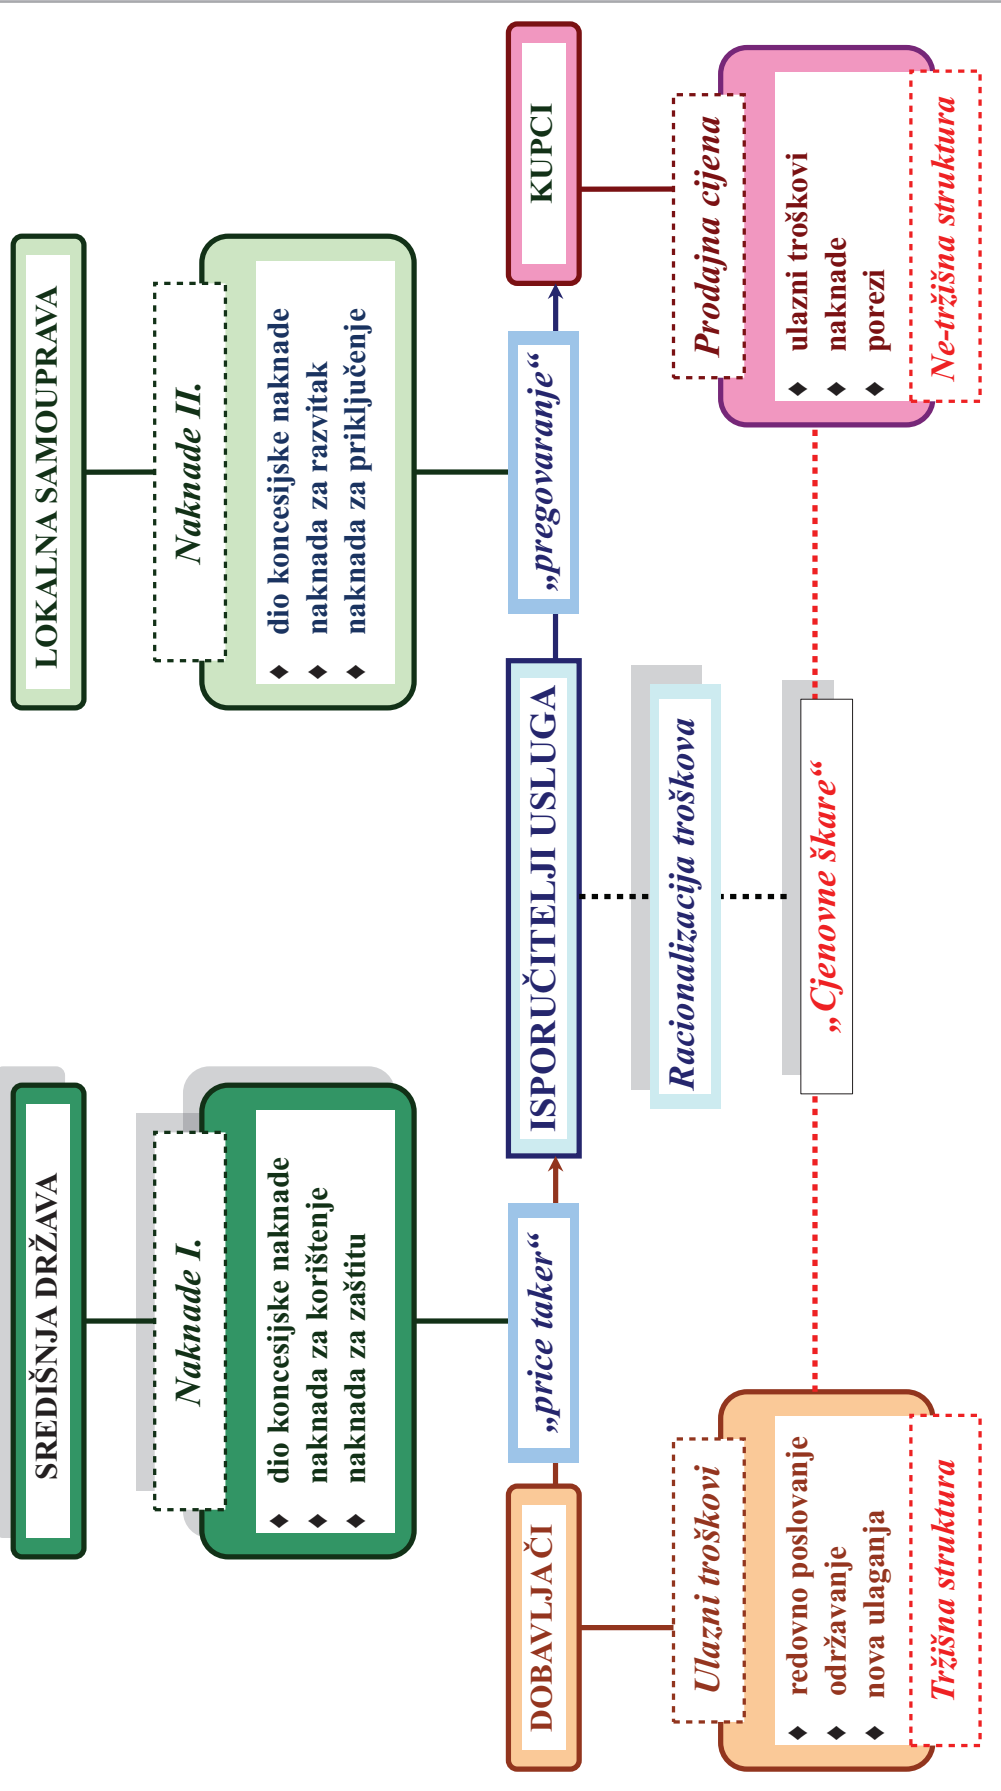 SREDIŠNJA DRŽAVA
LOKALNA SAMOUPRAVA
Naknade I.
♦ dio koncesijske naknade
♦ naknada za korištenje
♦ naknada za zaštitu
Naknade II.
♦ dio koncesijske naknade
♦ naknada za razvitak
♦ naknada za priključenje
DOBAVLJAČI
„price taker“
ISPORUČITELJI USLUGA
„pregovaranje“
KUPCI
Ulazni troškovi
♦ redovno poslovanje
♦ održavanje
♦ nova ulaganja
Tržišna struktura
Racionalizacija troškova
„Cjenovne škare“
Prodajna cijena
♦ ulazni troškovi
♦ naknade
♦ porezi
Ne-tržišna struktura